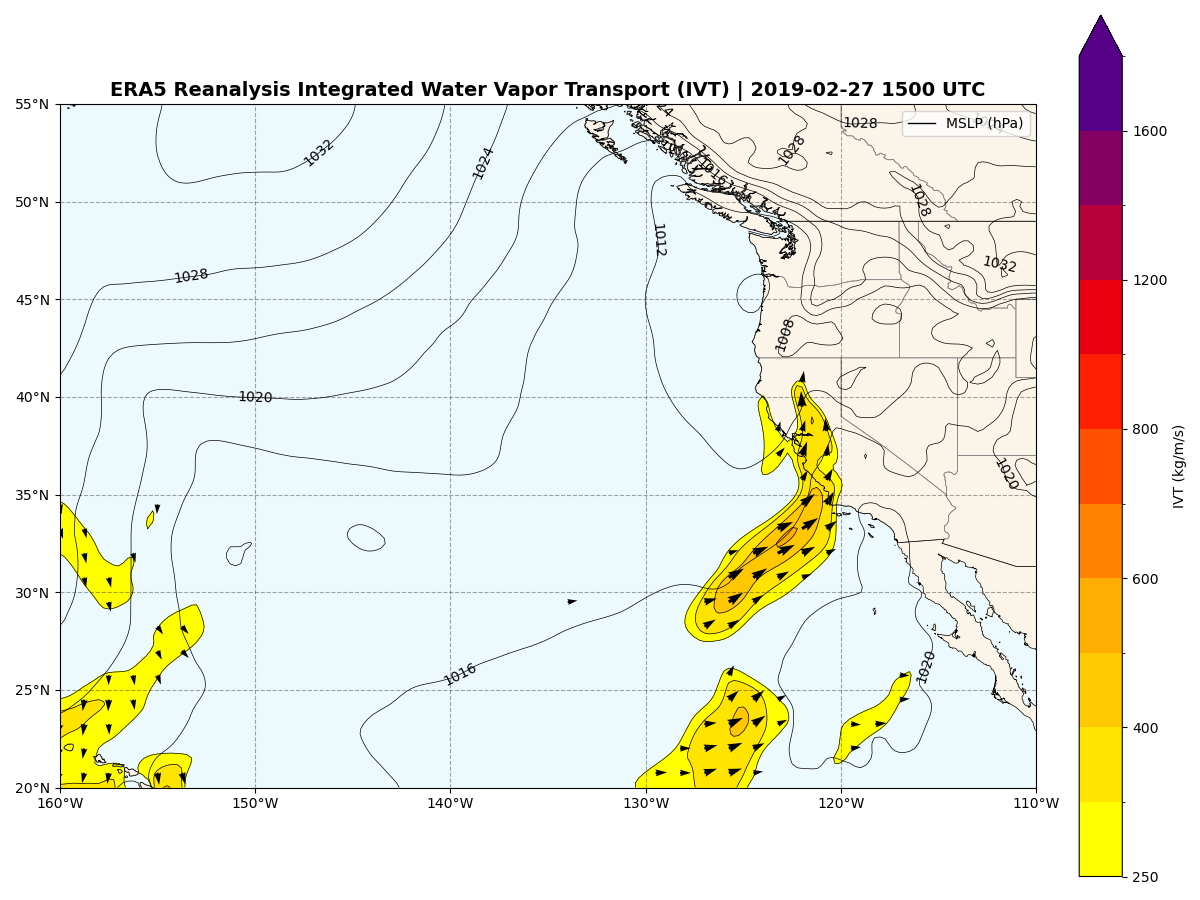 ERA5 Reanalysis Integrated Water Vapor Transport (IVT) | 2019-02-27 1500 UTC
55°N
50°N
45°N
40°N
35°N
30°N
25°N
20°N
160°W
150°W
140°W
130°W
120°W
110°W
MSLP (hPa)
1032
1024
1028
1028
1016
1028
1028
1012
1032
1008
1020
1020
1016
1020
1600
1200
800
600
400
250
IVT (kg/m/s)